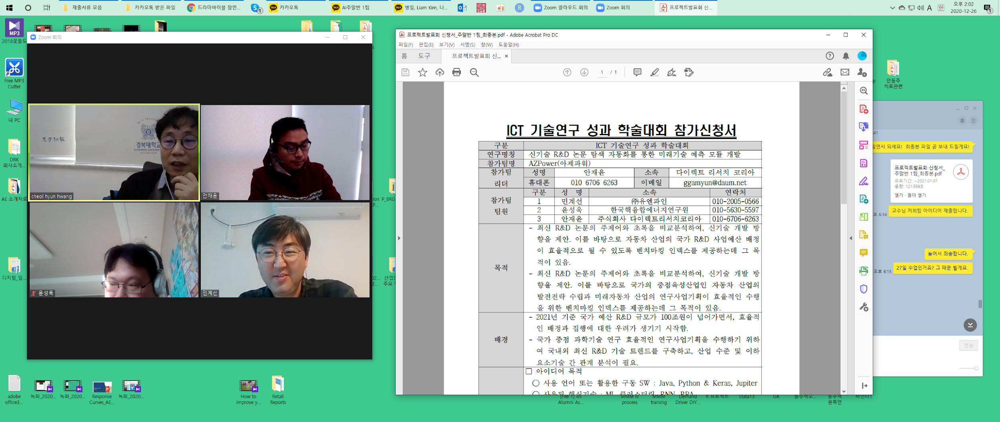 제출서류 모음
카카오톡 받은 파일
드라마바이블 잠언...
1
카카오톡
AI주말반 1팀
병일, Liam Kim, 나...
Zoom 클라우드 회의
Zoom 회의
프로젝트발표회 신...
A
한
오후 2:02
2020-12-26
1
MP3
2018꽃들도
Free MP3
Cutter
내 PC
DRK
회사소개...
AE 소개자료
디지털_일...
adobe
office3...
녹화_2020...
녹화_2020...
Response
Curves_AE...
녹화_2020...
How to
improve y...
Retail
Reports
Zoom 회의
忠孝仁敬
경북대학교
cheol hyun hwang
안재윤
윤성욱
민계선
P_BRG_
프로젝트발표회 신청서_주말반 1팀_최종본.pdf - Adobe Acrobat Pro DC
파일(F) 편집(E) 보기(V) 서명(S) 창(W) 도움말(H)
홈 도구 프로젝트발표회 신... ×
1 / 1
ICT 기술연구 성과 학술대회 참가신청서
구분 ICT 기술연구 성과 학술대회
연구명칭 신기술 R&D 논문 탐색 자동화를 통한 미래기술 예측 모듈 개발
참가팀명 AZPower(아제파워)
참가팀 리더 성명 안재윤 소속 다이렉트 리서치 코리아
휴대폰 010 6706 6263 이메일 ggamyun@daum.net
참가팀 팀원 구분 성 명 소속 연락처
1 민계선 ㈜유엔파인 010-2005-0566
2 윤성욱 한국핵융합에너지연구원 010-5630-5597
3 안재윤 주식회사 다이렉트리서치코리아 010-6706-6263
목적
- 최신 R&D 논문의 주제어와 초록을 비교분석하여, 신기술 개발 방
향을 제안. 이를 바탕으로 자동차 산업의 국가 R&D 사업예산 배정
이 효율적으로 될 수 있도록 벤치마킹 인덱스를 제공하는데 그 목
적이 있음.
- 최신 R&D 논문의 주제어와 초록을 비교분석하여, 신기술 개발 방
향을 제안. 이를 바탕으로 국가의 중점육성산업인 자동차 산업의
발전전략 수립과 미래자동차 산업의 연구사업기획이 효율적인 수행
을 위한 벤치마킹 인덱스를 제공하는데 그 목적이 있음.
배경
- 2021년 기준 국가 예산 R&D 규모가 100조원이 넘어가면서, 효율적
인 배정과 집행에 대한 우려가 생기기 시작함.
- 국가 중점 과학기술 연구 효율적인 연구사업기획을 수행하기 위하
여 국내외 최신 R&D 기술 트렌드를 구축하고, 산업 수준 및 이하
요소기술 간 관계 분석이 필요.
□ 아이디어 목적
○ 사용 언어 또는 활용한 구동 SW : Java, Python & Keras, Jupiter
[File 1] 45
Alumni As...
MMM fil
process
MMM
training
Demand
Driver DIY...
R 프로젝트
Stata13
GA
왼쪽면
안동주
치료관련
:41
말연시 되세요! 최종본 파일 곧 보내 드릴게요!
프로젝트발표회 신청서_
주말반 1팀_최종본.pdf
유효기간: ~2021.01.07
용량: 121.95KB
열기 · 폴더 열기
교수님 저희팀 아이디어 제출합니다.
후 6:14
늦어서 죄송합니다.
27일 수업인거죠? 그 때문 뵐게요.
오후 6:15
전송